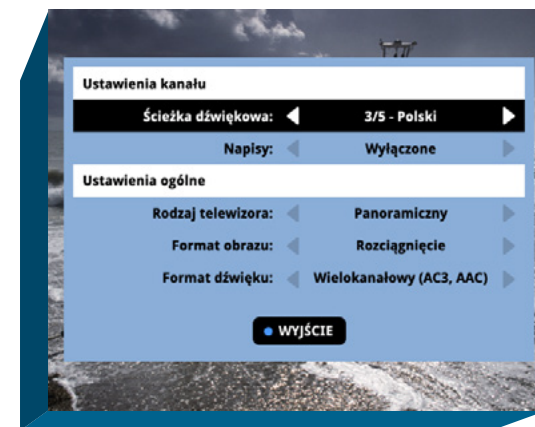 Ustawienia kanału
Ścieżka dźwiękowa: 3/5 - Polski
Napisy: Wyłączone
Ustawienia ogólne
Rodzaj telewizora: Panoramiczny
Format obrazu: Rozciągnięcie
Format dźwięku: Wielokanałowy (AC3, AAC)
WYJŚCIE